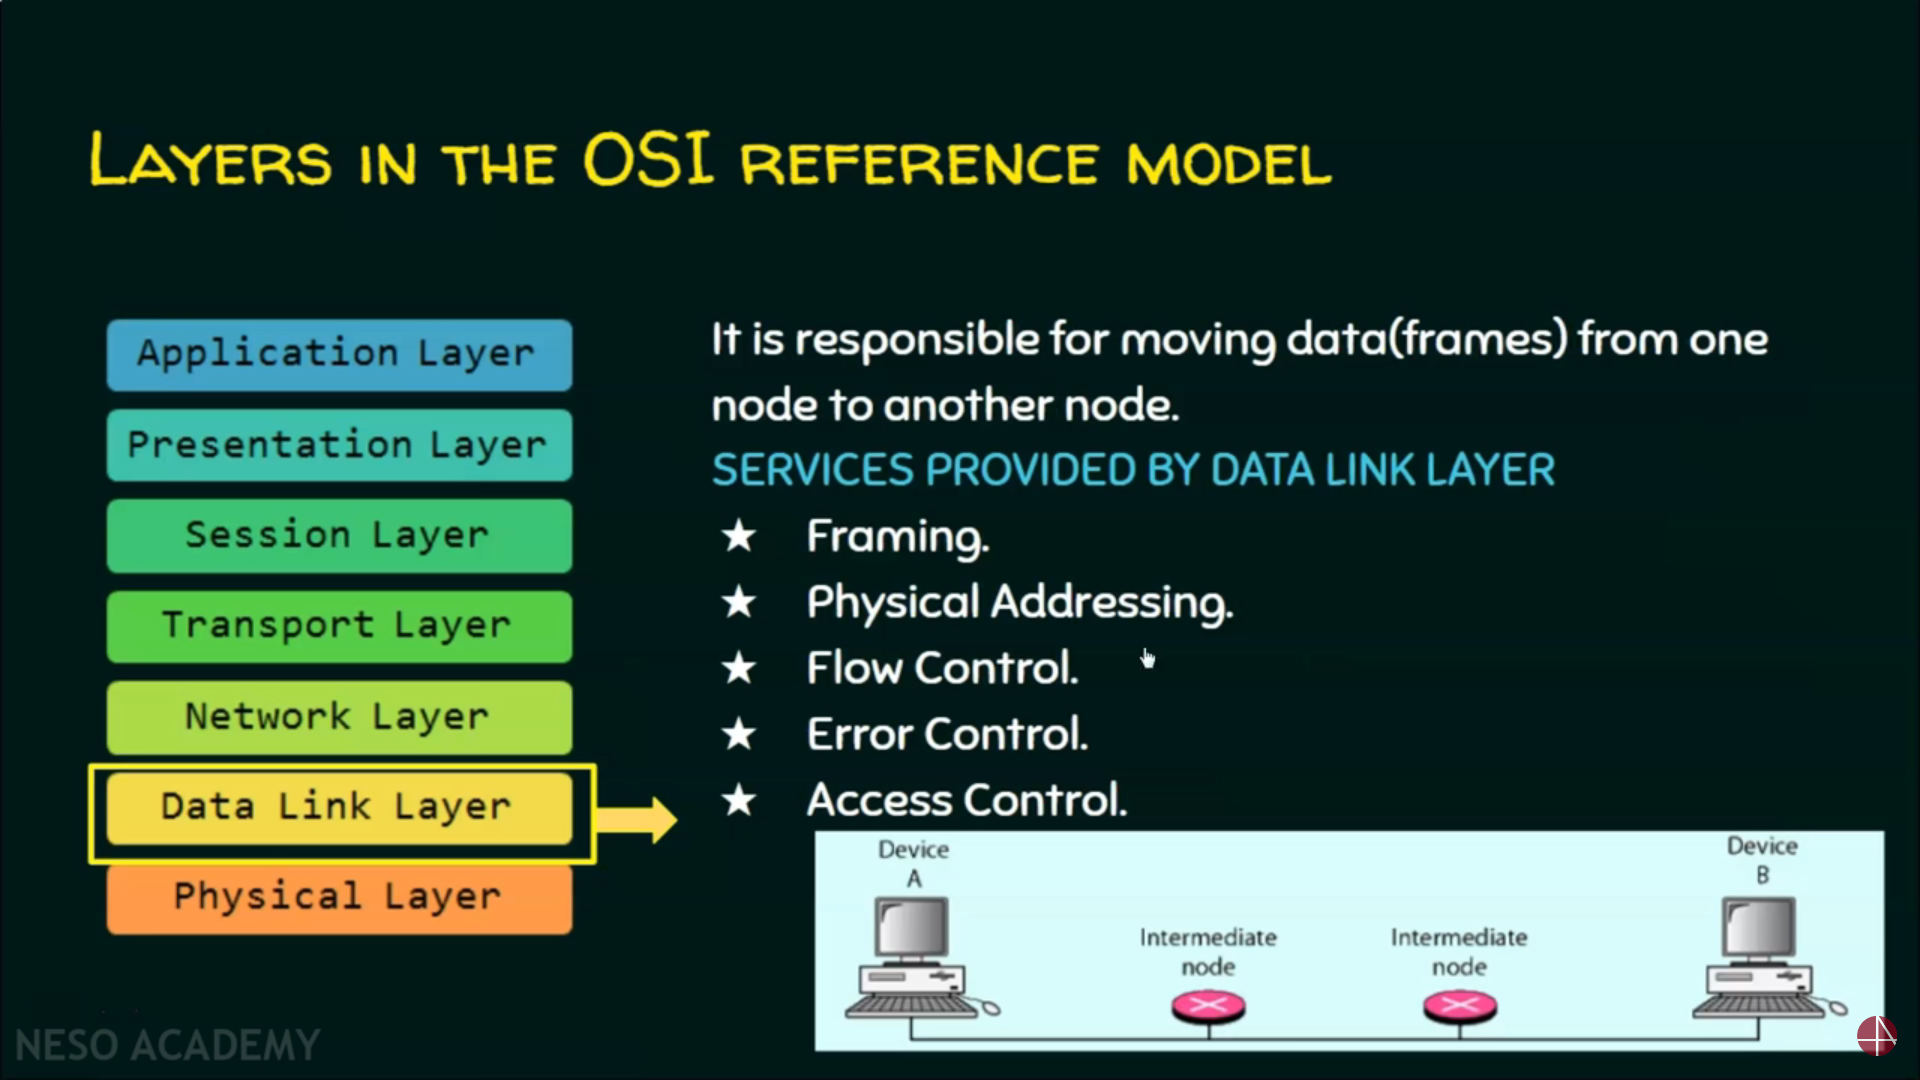 LAYERS IN THE OSI REFERENCE MODEL
Application Layer
Presentation Layer
Session Layer
Transport Layer
Network Layer
Data Link Layer
Physical Layer
It is responsible for moving data(frames) from one
node to another node.
SERVICES PROVIDED BY DATA LINK LAYER
★ Framing.
★ Physical Addressing.
★ Flow Control.
★ Error Control.
★ Access Control.
Device
A
Intermediate
node
Intermediate
node
Device
B
NESO ACADEMY